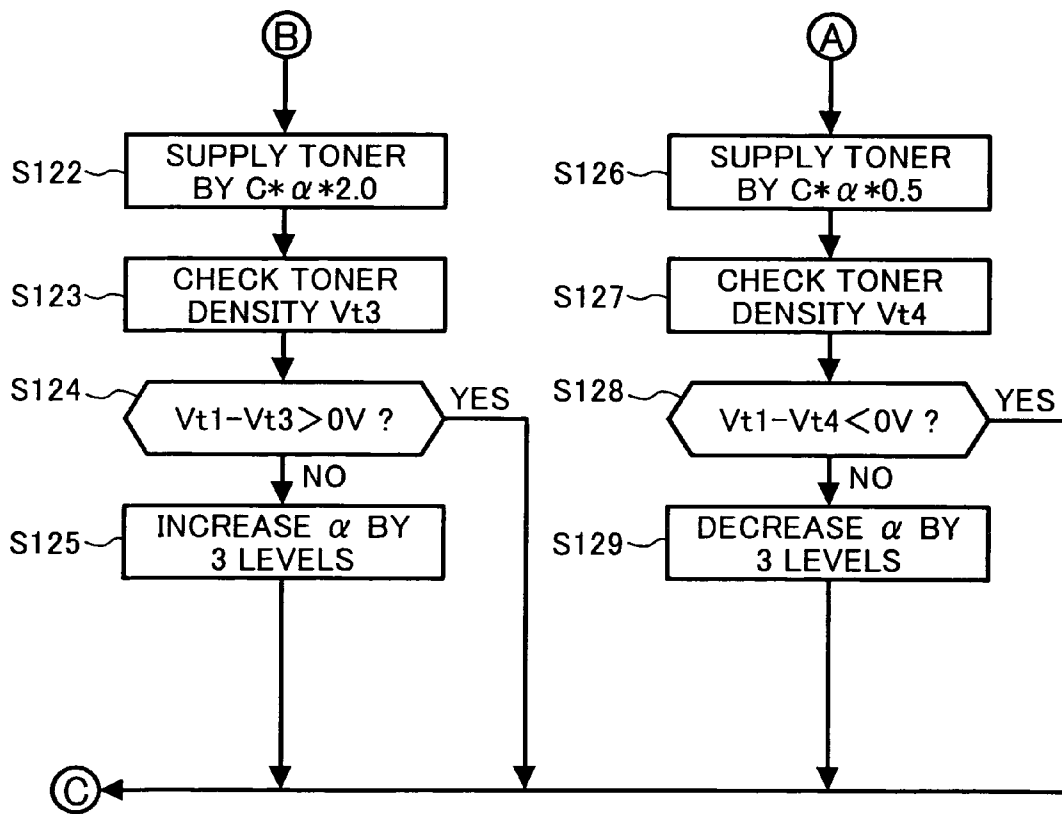 B
S122
SUPPLY TONER
BY C* α *2.0
S123
CHECK TONER
DENSITY Vt3
S124
Vt1−Vt3>0V ?
YES
NO
S125
INCREASE α BY
3 LEVELS
A
S126
SUPPLY TONER
BY C* α *0.5
S127
CHECK TONER
DENSITY Vt4
S128
Vt1−Vt4<0V ?
YES
NO
S129
DECREASE α BY
3 LEVELS
C